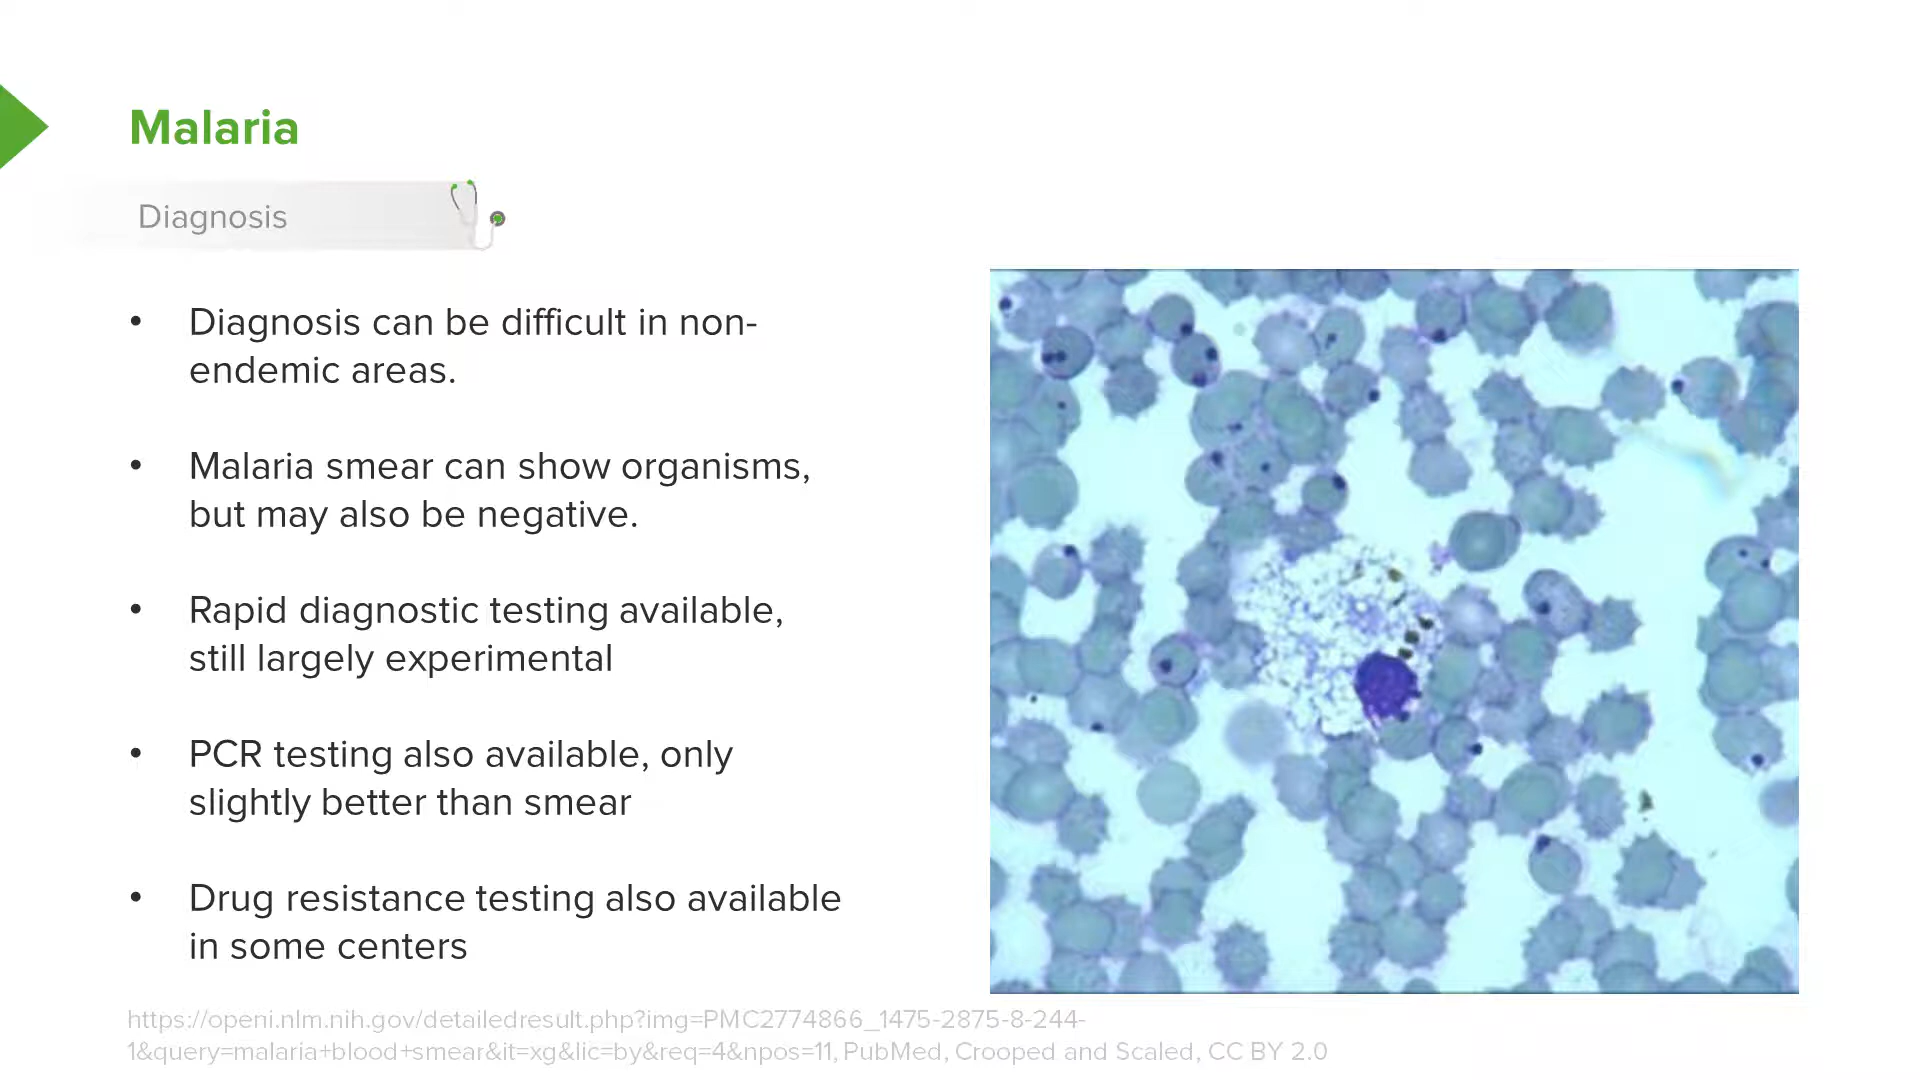 Malaria
Diagnosis
• Diagnosis can be difficult in non-
endemic areas.
• Malaria smear can show organisms,
but may also be negative.
• Rapid diagnostic testing available,
still largely experimental
• PCR testing also available, only
slightly better than smear
• Drug resistance testing also available
in some centers
https://openi.nlm.nih.gov/detailedresult.php?img=PMC2774866_1475-2875-8-244-
1&query=malaria+blood+smear&it=xg&lic=by&req=4&npos=11, PubMed, Crooped and Scaled, CC BY 2.0